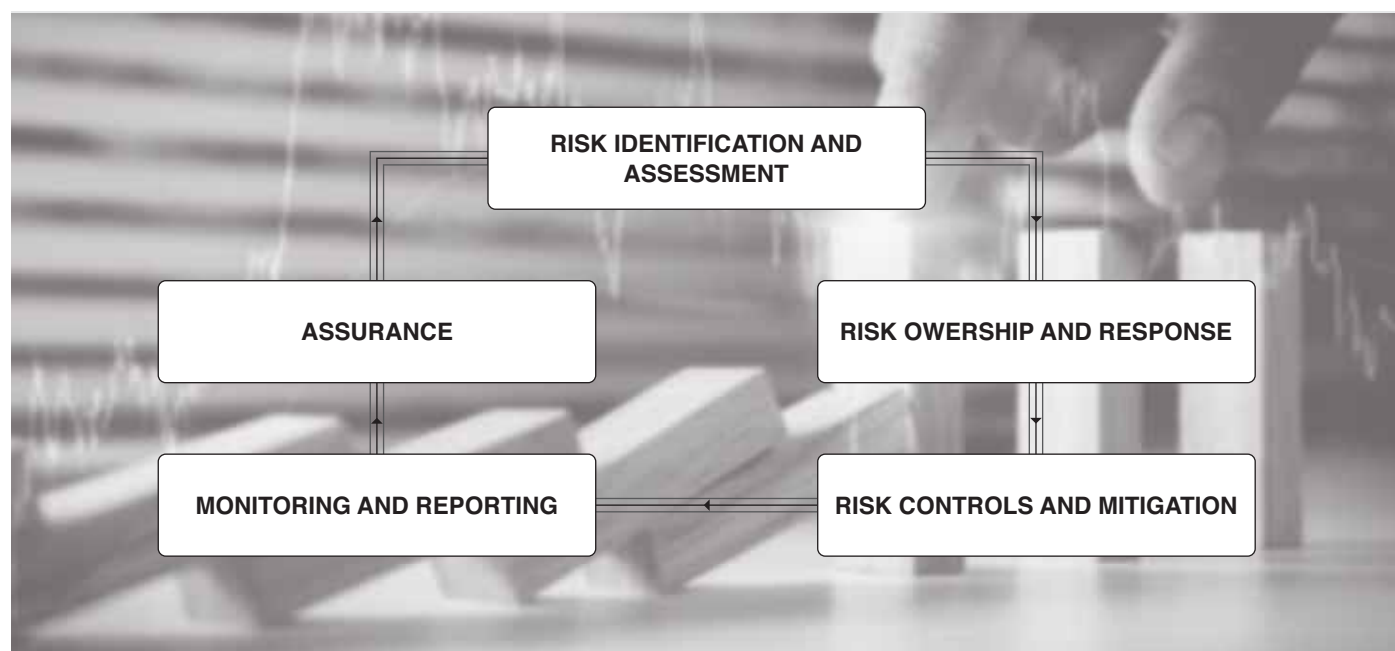 RISK IDENTIFICATION AND
ASSESSMENT
ASSURANCE
RISK OWERSHIP AND RESPONSE
MONITORING AND REPORTING
RISK CONTROLS AND MITIGATION